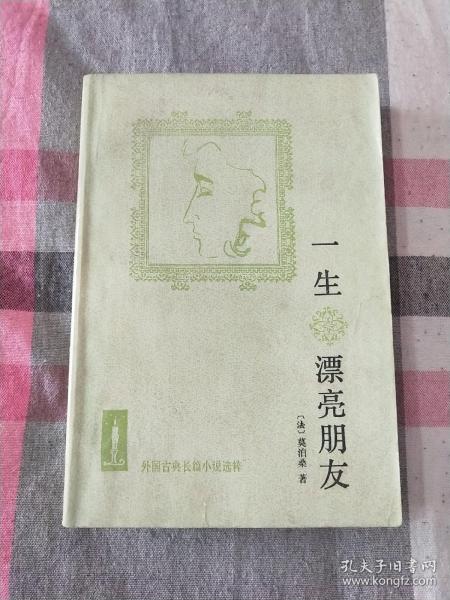 一生
漂亮朋友
〔法〕莫泊桑 著
外国古典长篇小说选粹
孔夫子旧书网
www.kongfz.com